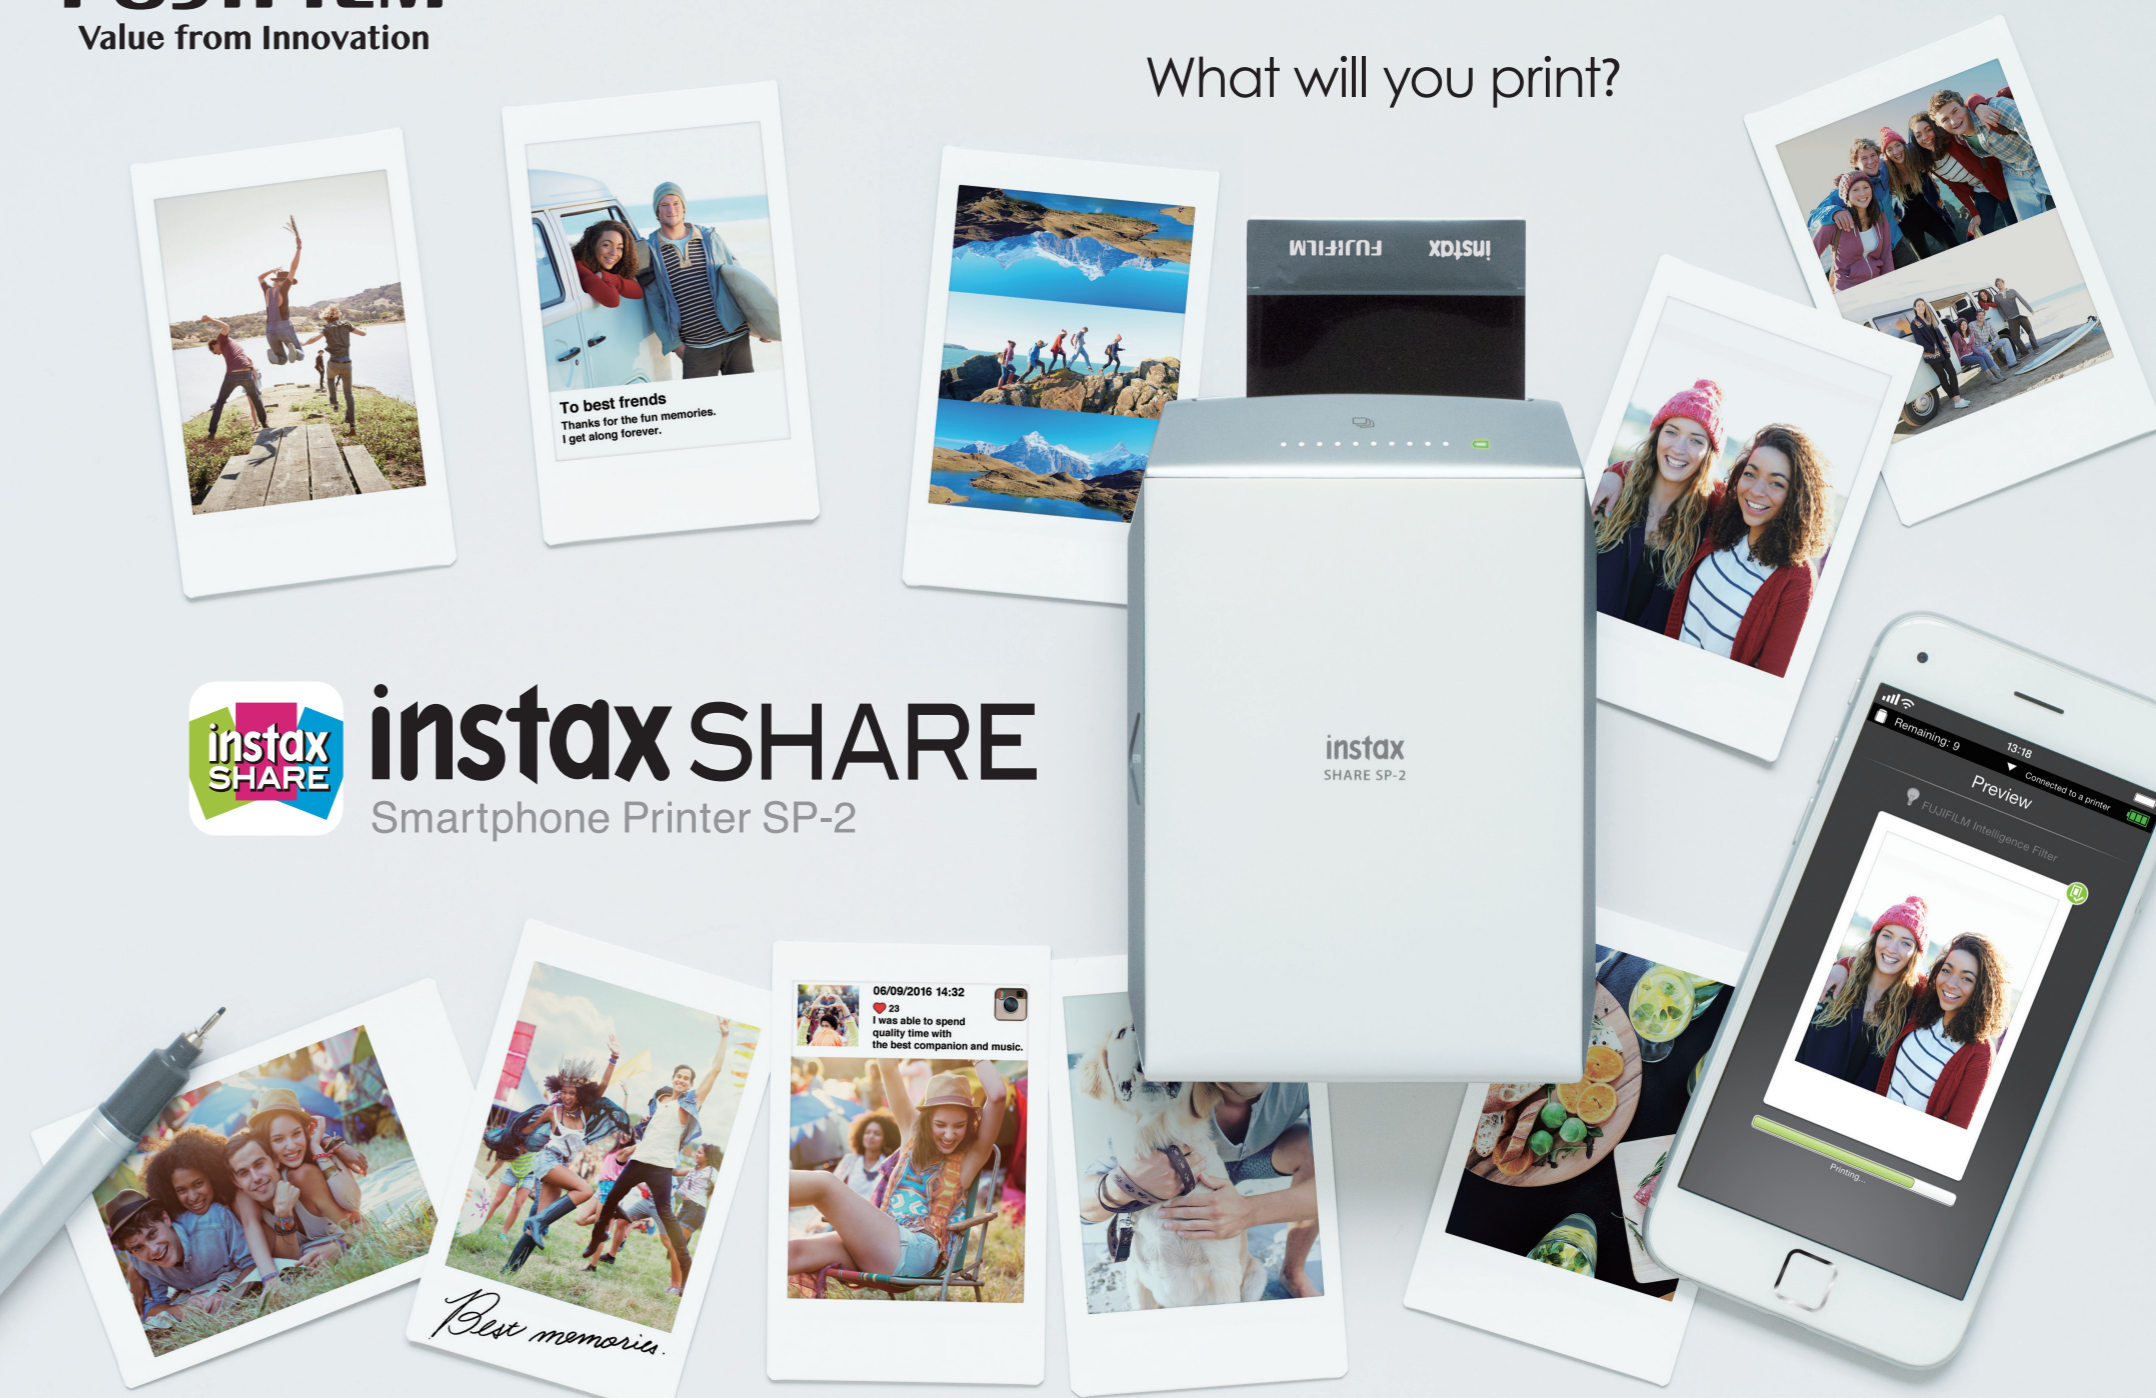 FUJIFILM
Value from Innovation
What will you print?
To best frends
Thanks for the fun memories.
I get along forever.
instax FUJIFILM
instax
SHARE
instax SHARE
Smartphone Printer SP-2
instax
SHARE SP-2
Remaining: 9
13:18
Connected to a printer
Preview
FUJIFILM Intelligence Filter
Printing...
06/09/2016 14:32
23
I was able to spend
quality time with
the best companion and music.
Best memories.